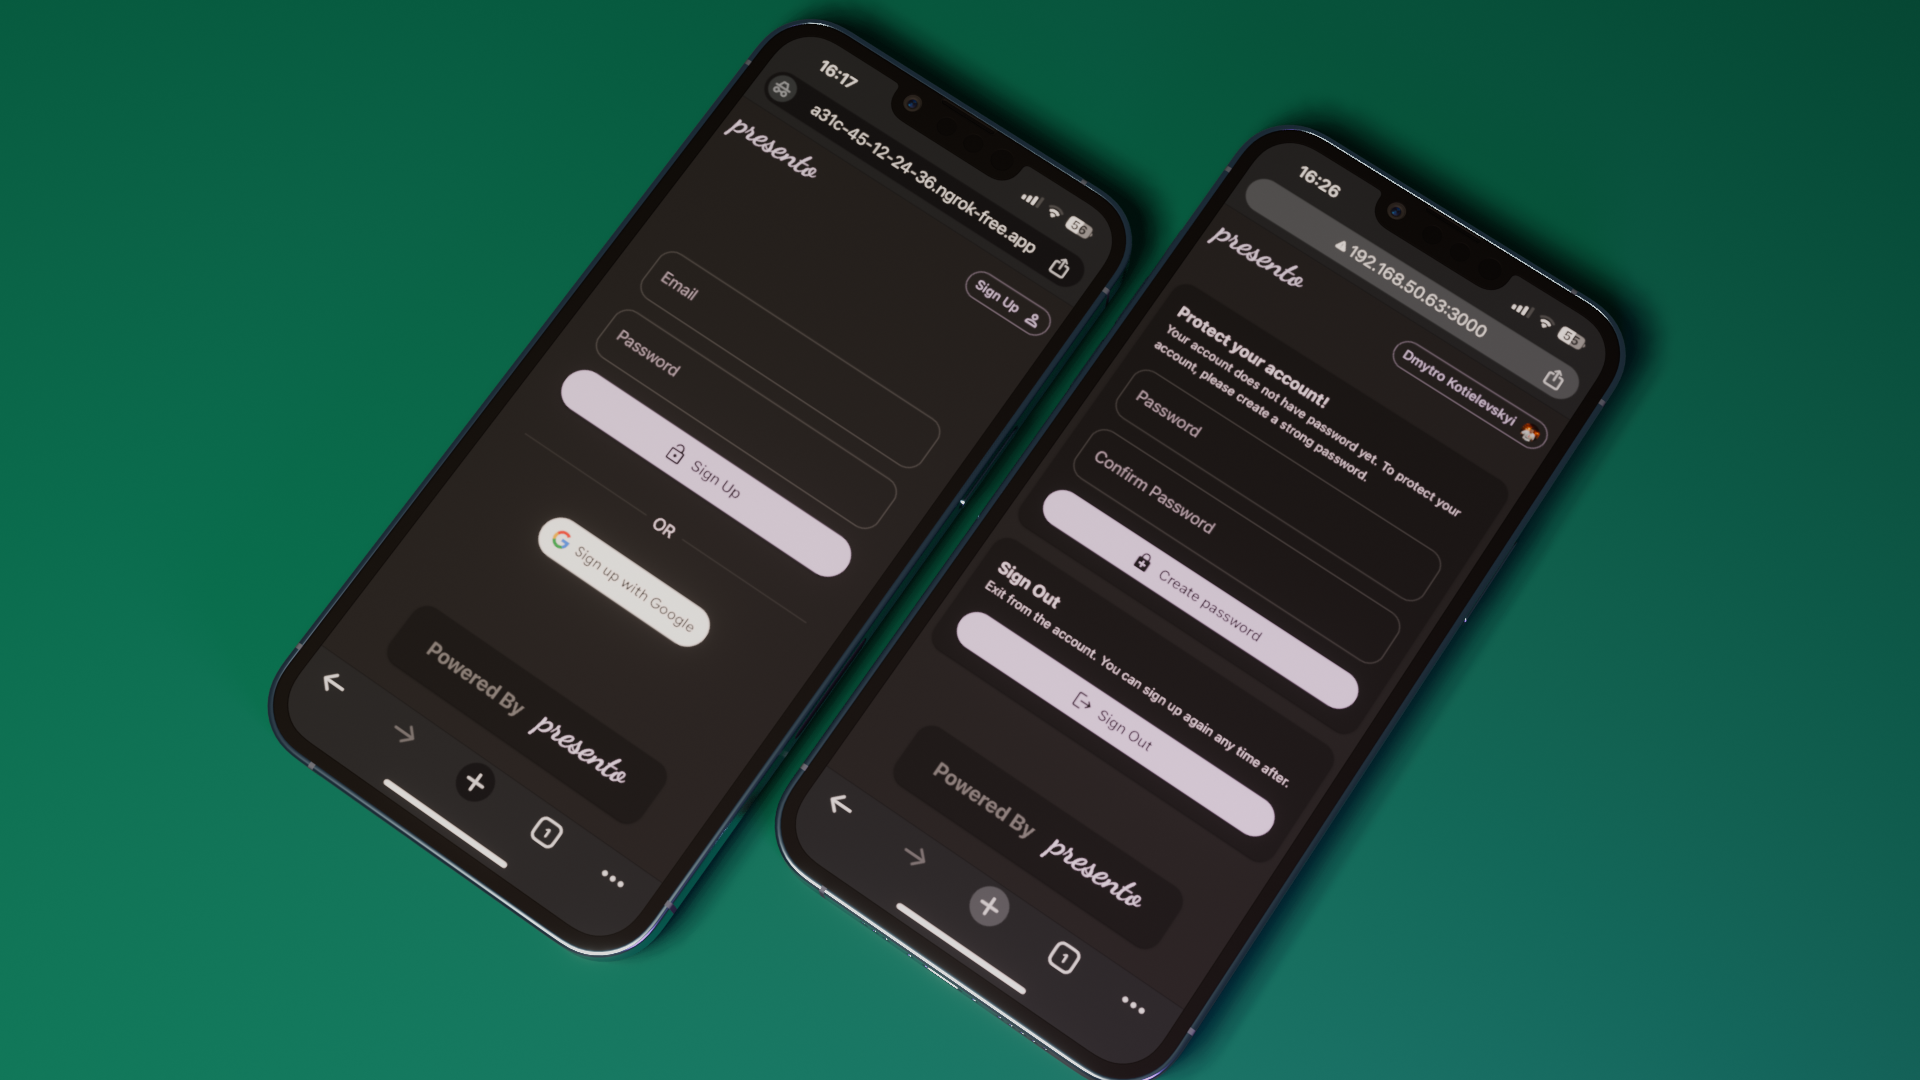 16:17
56
a31c-45-12-24-36.ngrok-free.app
presento
Sign Up
Email
Password
Sign Up
OR
Sign up with Google
Powered By presento
1
16:26
55
192.168.50.63:3000
presento
Dmytro Kotielevskyi
Protect your account!
Your account does not have password yet. To protect your
account, please create a strong password.
Password
Confirm Password
Create password
Sign Out
Exit from the account. You can sign up again any time after.
Sign Out
Powered By presento
1